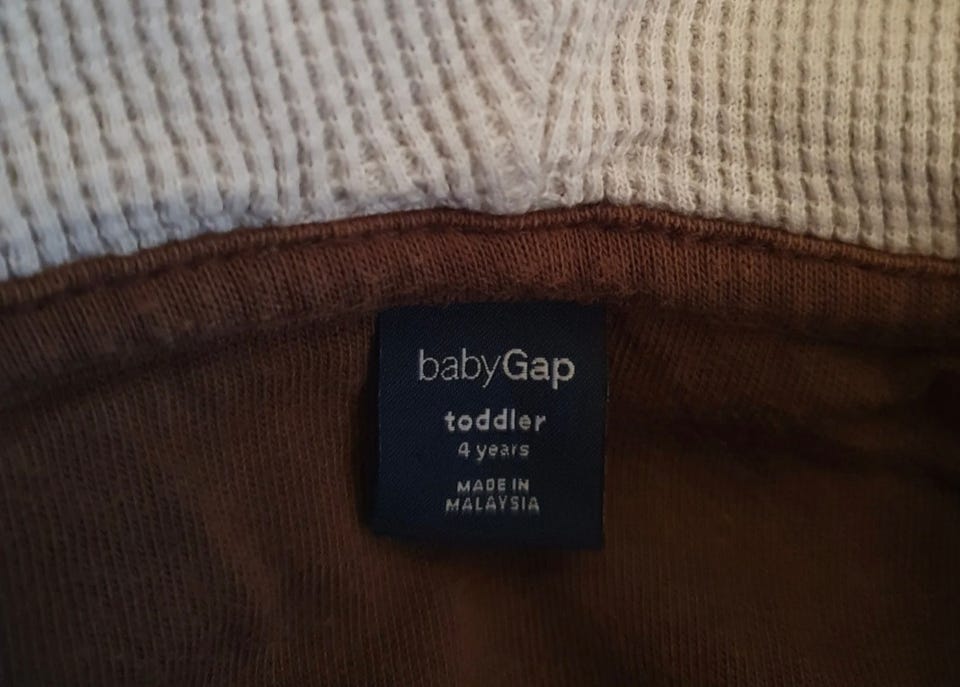 babyGap
toddler
4 years
MADE IN
MALAYSIA